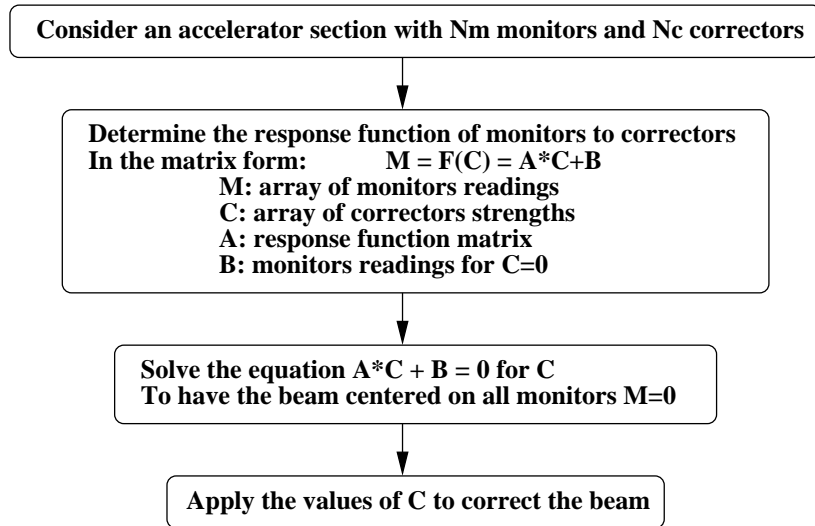 Consider an accelerator section with Nm monitors and Nc correctors
Determine the response function of monitors to correctors
In the matrix form: M = F(C) = A*C+B
M: array of monitors readings
C: array of correctors strengths
A: response function matrix
B: monitors readings for C=0
Solve the equation A*C + B = 0 for C
To have the beam centered on all monitors M=0
Apply the values of C to correct the beam